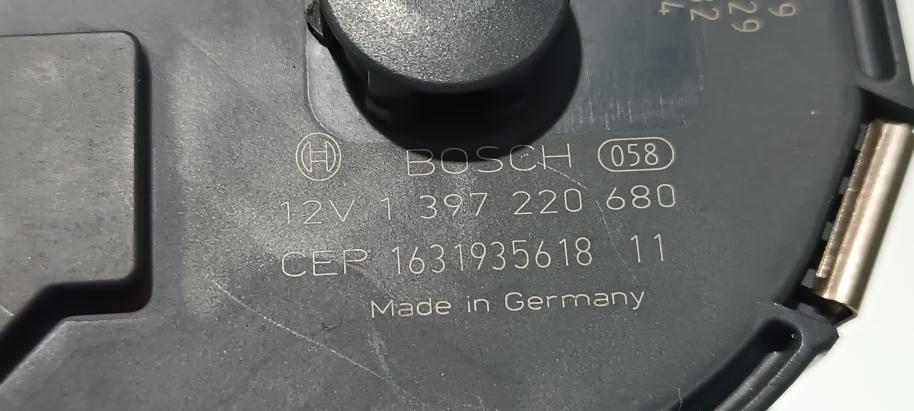 BOSCH 058
12V 1 397 220 680
CEP 1631935618 11
Made in Germany